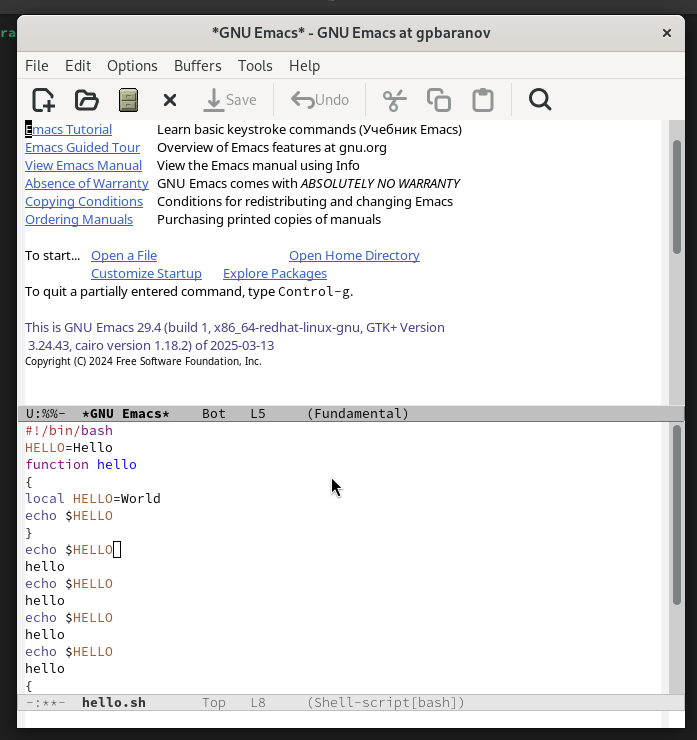 ra
*GNU Emacs* - GNU Emacs at gpbaranov
File Edit Options Buffers Tools Help
Save Undo
Emacs Tutorial Learn basic keystroke commands (Учебник Emacs)
Emacs Guided Tour Overview of Emacs features at gnu.org
View Emacs Manual View the Emacs manual using Info
Absence of Warranty GNU Emacs comes with ABSOLUTELY NO WARRANTY
Copying Conditions Conditions for redistributing and changing Emacs
Ordering Manuals Purchasing printed copies of manuals
To start... Open a File Open Home Directory
Customize Startup Explore Packages
To quit a partially entered command, type Control-g.
This is GNU Emacs 29.4 (build 1, x86_64-redhat-linux-gnu, GTK+ Version
3.24.43, cairo version 1.18.2) of 2025-03-13
Copyright (C) 2024 Free Software Foundation, Inc.
U:%%- *GNU Emacs* Bot L5 (Fundamental)
#!/bin/bash
HELLO=Hello
function hello
{
local HELLO=World
echo $HELLO
}
echo $HELLO
hello
echo $HELLO
hello
echo $HELLO
hello
echo $HELLO
hello
{
-:**- hello.sh Top L8 (Shell-script[bash])